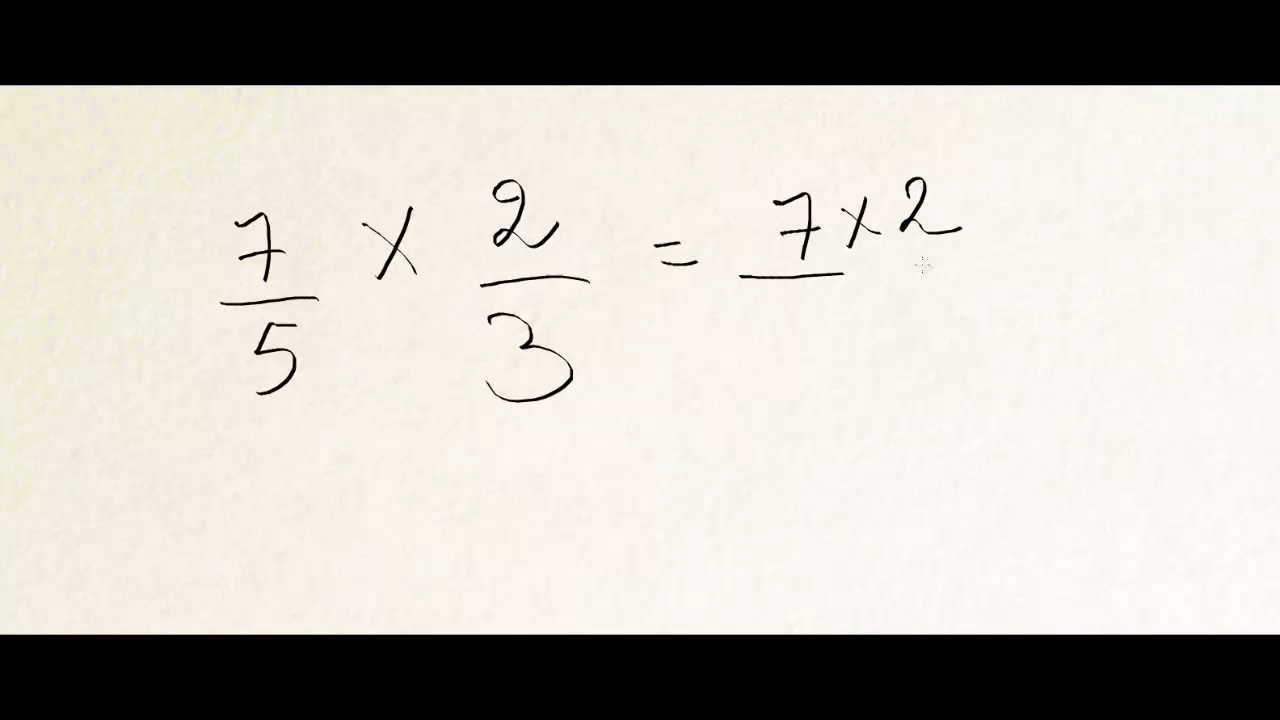 7/5 × 2/3 = 7×2/